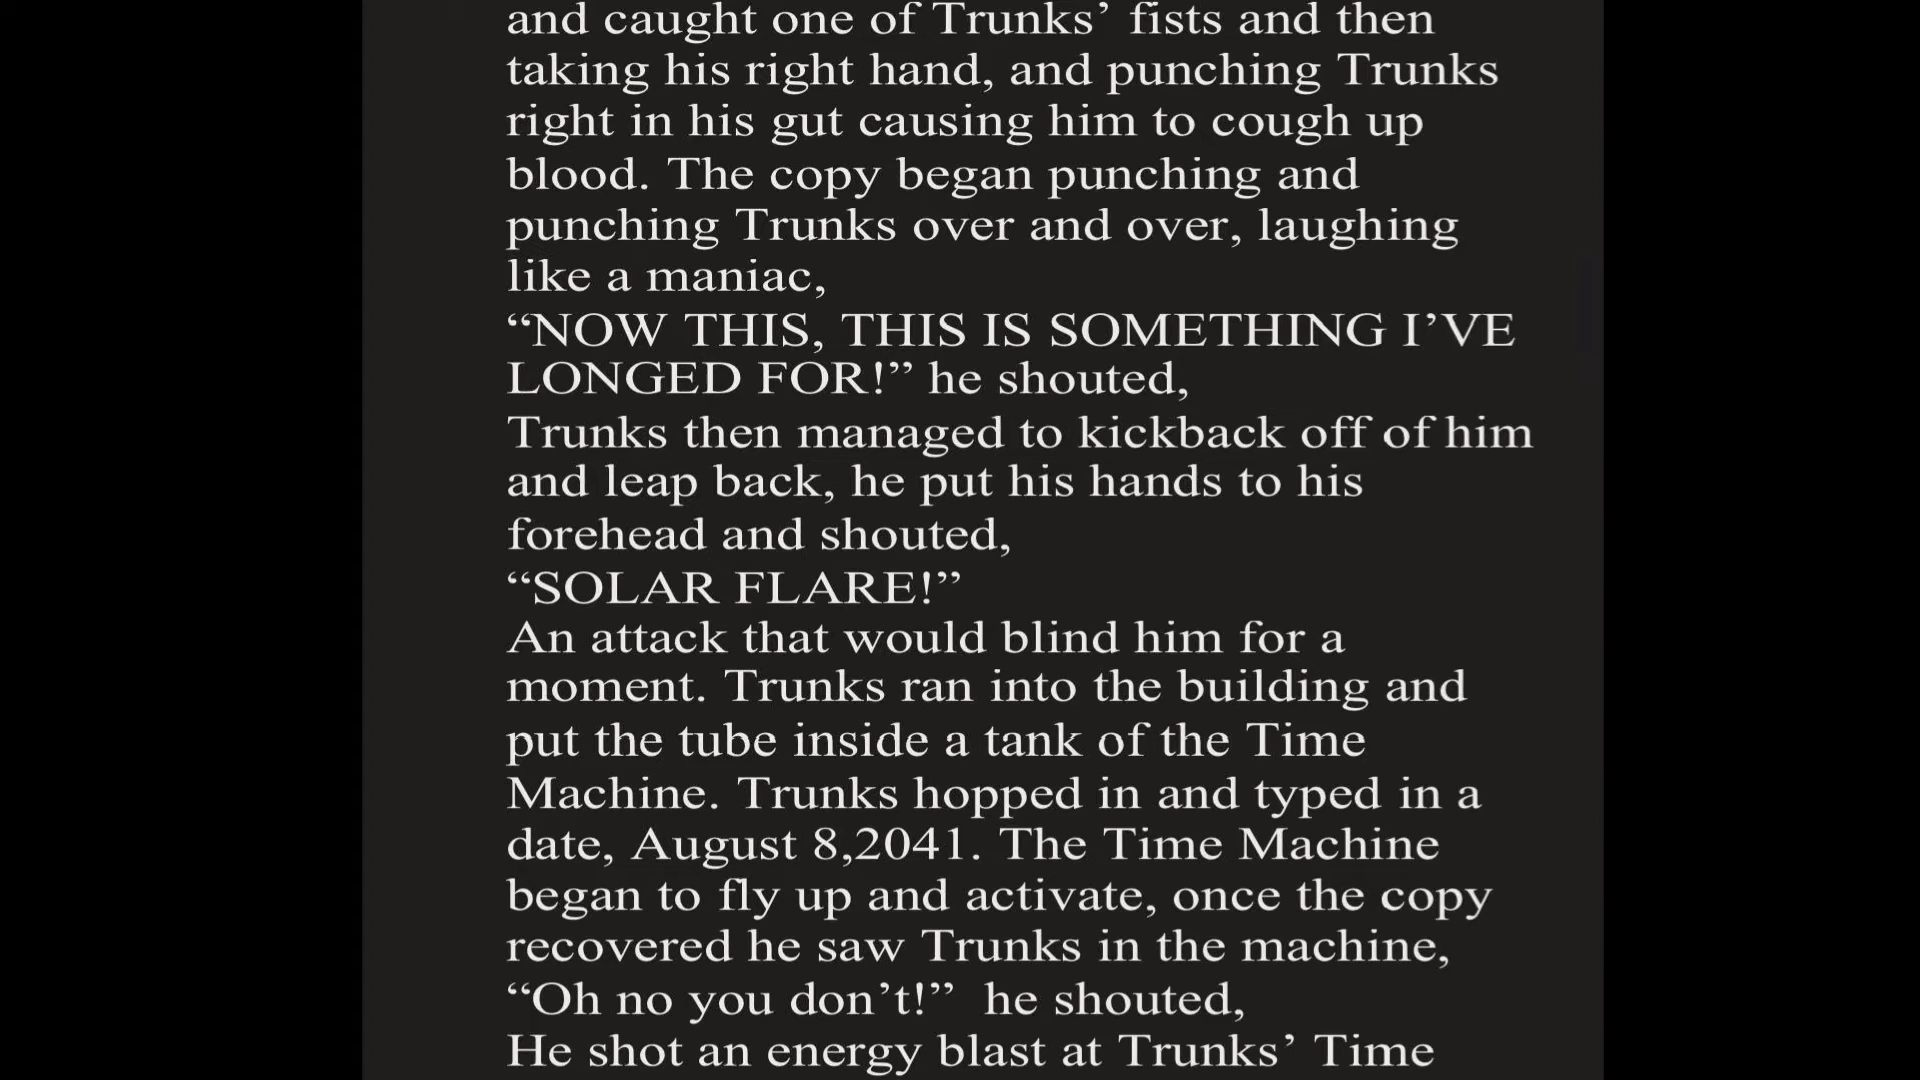 and caught one of Trunks’ fists and then
taking his right hand, and punching Trunks
right in his gut causing him to cough up
blood. The copy began punching and
punching Trunks over and over, laughing
like a maniac,
“NOW THIS, THIS IS SOMETHING I’VE
LONGED FOR!” he shouted,
Trunks then managed to kickback off of him
and leap back, he put his hands to his
forehead and shouted,
“SOLAR FLARE!”
An attack that would blind him for a
moment. Trunks ran into the building and
put the tube inside a tank of the Time
Machine. Trunks hopped in and typed in a
date, August 8,2041. The Time Machine
began to fly up and activate, once the copy
recovered he saw Trunks in the machine,
“Oh no you don’t!”  he shouted,
He shot an energy blast at Trunks’ Time